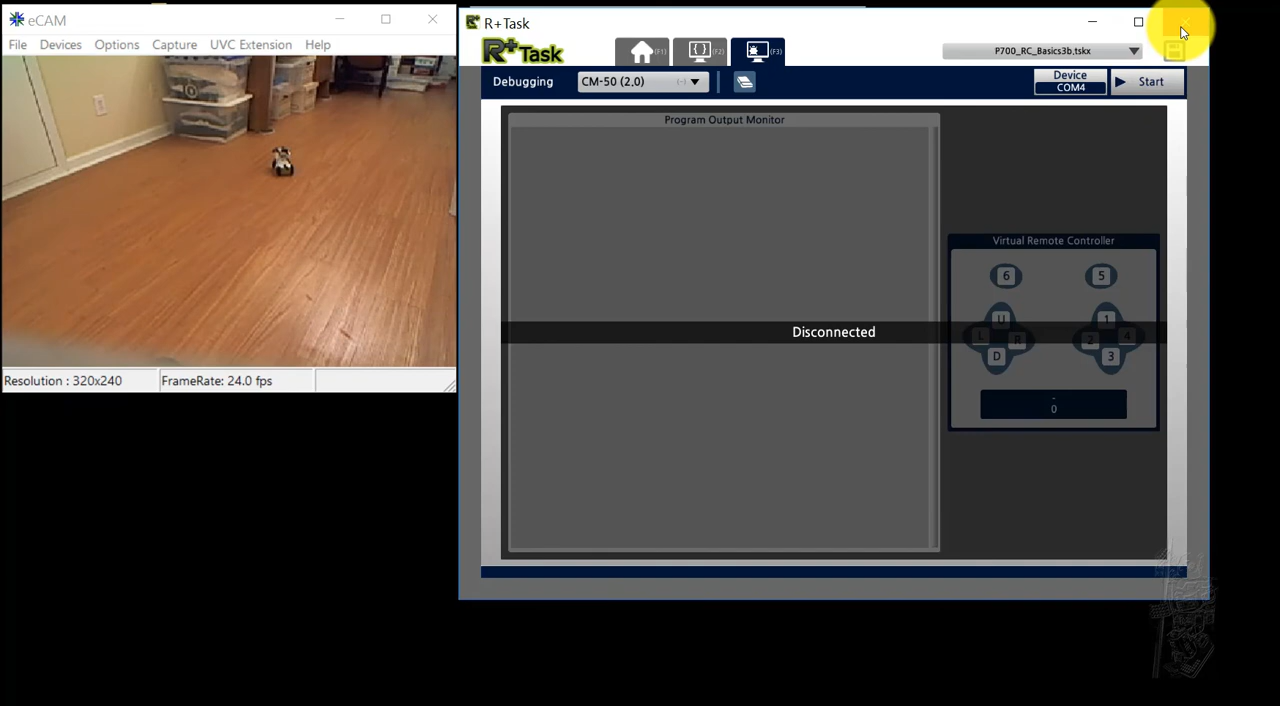 eCAM
File Devices Options Capture UVC Extension Help
Resolution : 320x240 FrameRate: 24.0 fps
R+Task
R+Task
(F1) (F2) (F3)
P700_RC_Basics3b.tskx
Debugging CM-50 (2.0)
Device
COM4
Start
Program Output Monitor
Disconnected
Virtual Remote Controller
6 5
U 1
L R 2 4
D 3
-
0